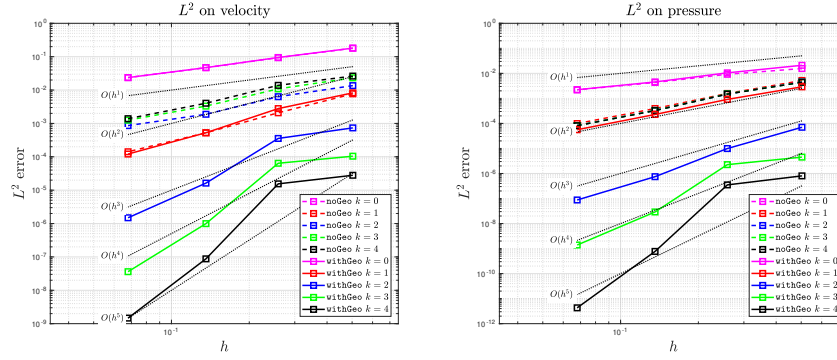 L² on velocity
10⁰
10⁻¹
10⁻²
10⁻³
10⁻⁴
10⁻⁵
10⁻⁶
10⁻⁷
10⁻⁸
10⁻⁹
L² error
O(h¹)
O(h²)
O(h³)
O(h⁴)
O(h⁵)
noGeo k = 0
noGeo k = 1
noGeo k = 2
noGeo k = 3
noGeo k = 4
withGeo k = 0
withGeo k = 1
withGeo k = 2
withGeo k = 3
withGeo k = 4
10⁻¹
h
L² on pressure
10⁰
10⁻²
10⁻⁴
10⁻⁶
10⁻⁸
10⁻¹⁰
10⁻¹²
L² error
O(h¹)
O(h²)
O(h³)
O(h⁴)
O(h⁵)
noGeo k = 0
noGeo k = 1
noGeo k = 2
noGeo k = 3
noGeo k = 4
withGeo k = 0
withGeo k = 1
withGeo k = 2
withGeo k = 3
withGeo k = 4
10⁻¹
h